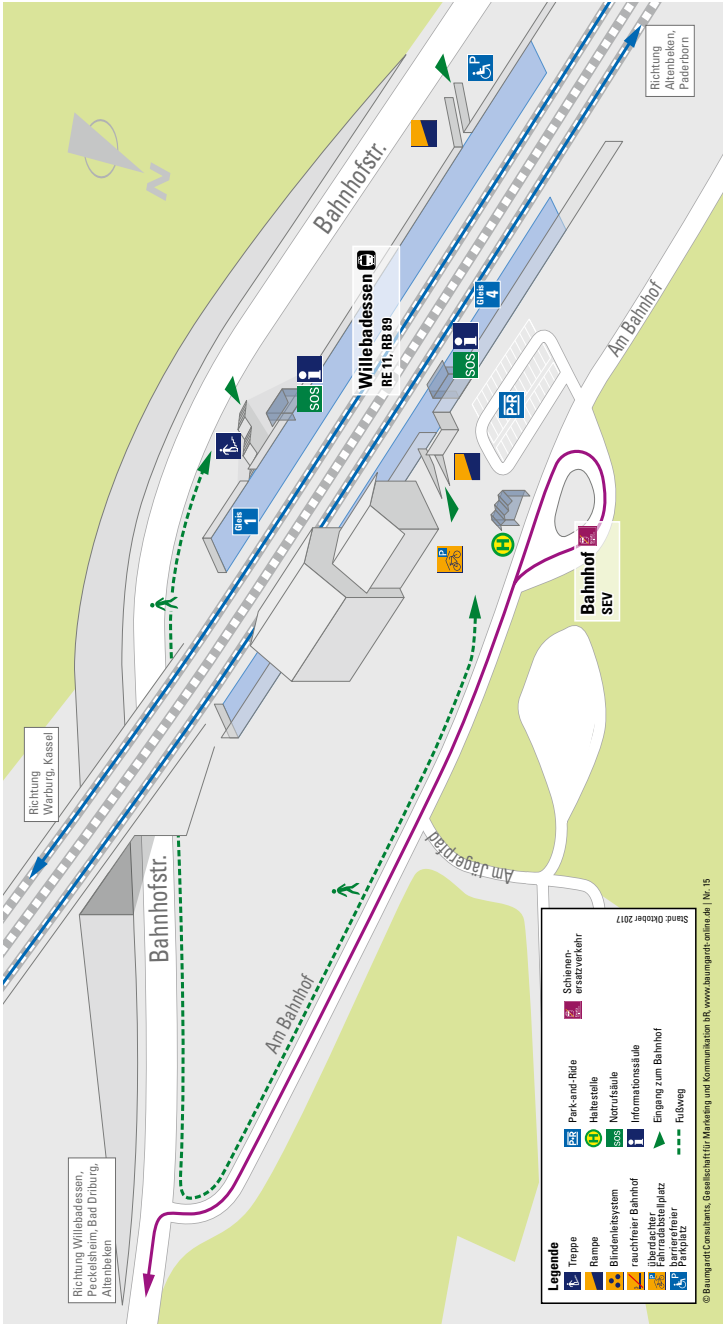 Richtung Willebadessen,
Peckelsheim, Bad Driburg,
Altenbeken
Richtung
Warburg, Kassel
Richtung
Altenbeken,
Paderborn
N
Bahnhofstr.
Bahnhofstr.
Am Bahnhof
Am Bahnhof
Am Jägerpfad
Willebadessen
RE 11, RB 89
Gleis
1
Gleis
4
SOS
i
SOS
i
P
P+R
P
H
Bahnhof
SEV
Legende
Treppe
Rampe
Blindenleitsystem
rauchfreier Bahnhof
P
überdachter
Fahrradabstellplatz
P
barrierefreier
Parkplatz
P+R
Park-and-Ride
H
Haltestelle
SOS
Notrufsäule
i
Informationssäule
Eingang zum Bahnhof
Fußweg
Schienen-
ersatzverkehr
Stand: Oktober 2017
© Baumgardt Consultants, Gesellschaft für Marketing und Kommunikation bR, www.baumgardt-online.de | Nr. 15